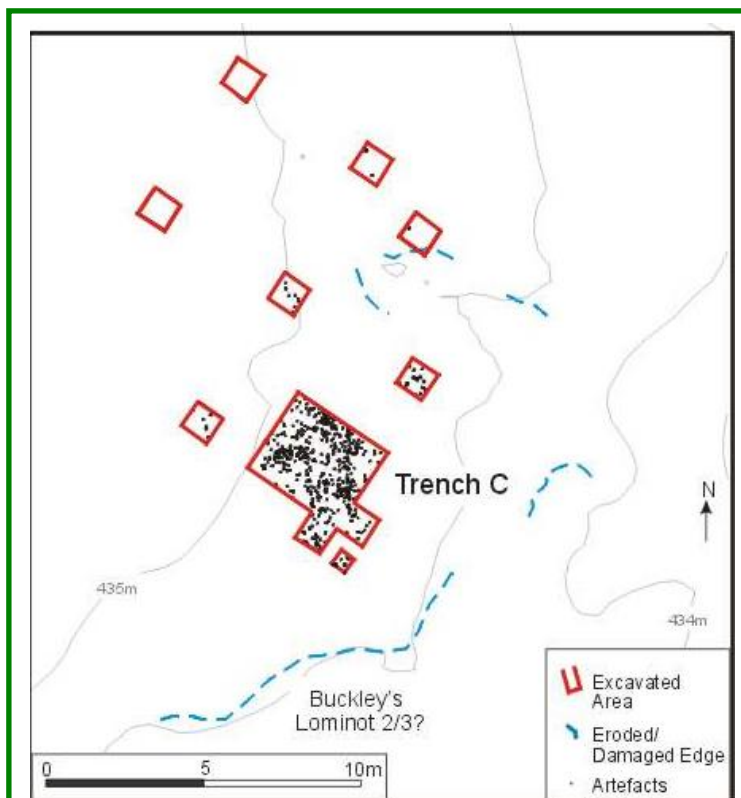 Trench C
N
435m
434m
Buckley's
Lominot 2/3?
Excavated
Area
Eroded/
Damaged Edge
Artefacts
0 5 10m